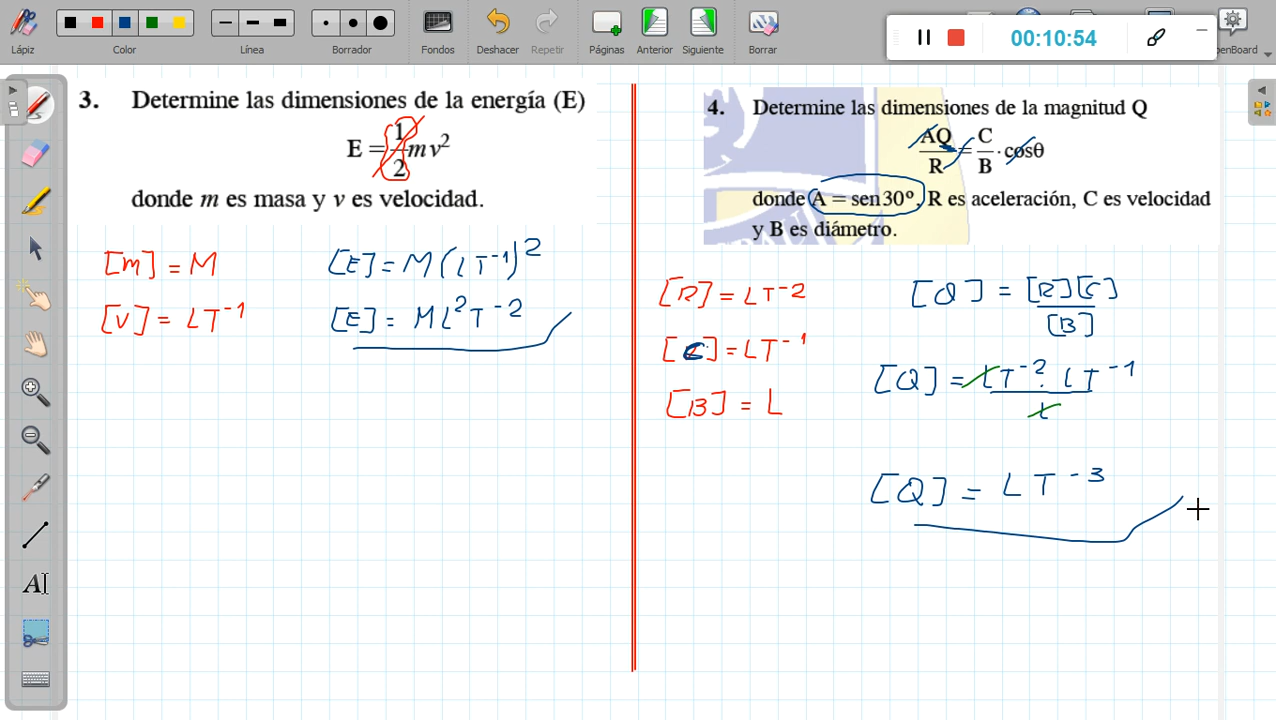 Lápiz
Color
Línea
Borrador
Fondos
Deshacer
Repetir
Páginas
Anterior
Siguiente
Borrar
00:10:54
penBoard
3. Determine las dimensiones de la energía (E)
E = 1/2 mv²
donde m es masa y v es velocidad.
[m] = M
[V] = LT⁻¹
[E] = M(LT⁻¹)²
[E] = ML²T⁻²
4. Determine las dimensiones de la magnitud Q
AQ/R = C/B · cosθ
donde A = sen30º, R es aceleración, C es velocidad
y B es diámetro.
[R] = LT⁻²
[C] = LT⁻¹
[B] = L
[Q] = [R][C]/[B]
[Q] = LT⁻² · LT⁻¹/L
[Q] = LT⁻³
AI